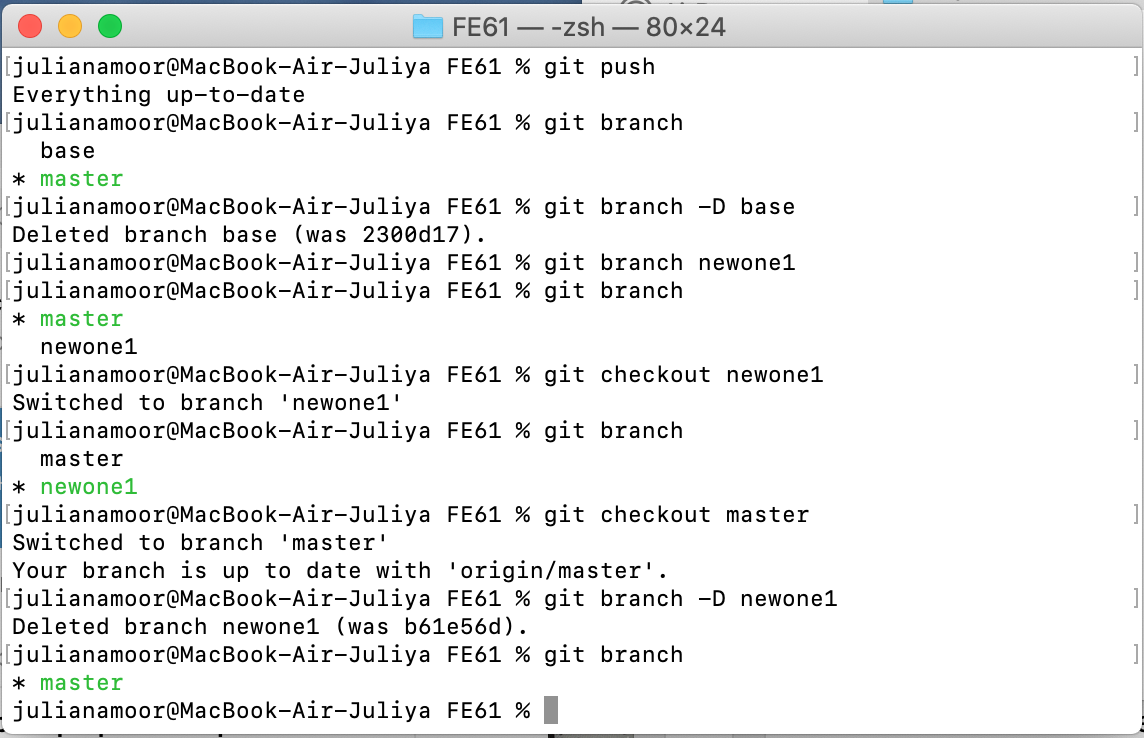 FE61 — -zsh — 80×24
[julianamoor@MacBook-Air-Juliya FE61 % git push ]
Everything up-to-date
[julianamoor@MacBook-Air-Juliya FE61 % git branch ]
base
* master
[julianamoor@MacBook-Air-Juliya FE61 % git branch -D base ]
Deleted branch base (was 2300d17).
[julianamoor@MacBook-Air-Juliya FE61 % git branch newone1 ]
[julianamoor@MacBook-Air-Juliya FE61 % git branch ]
* master
newone1
[julianamoor@MacBook-Air-Juliya FE61 % git checkout newone1 ]
Switched to branch 'newone1'
[julianamoor@MacBook-Air-Juliya FE61 % git branch ]
master
* newone1
[julianamoor@MacBook-Air-Juliya FE61 % git checkout master ]
Switched to branch 'master'
Your branch is up to date with 'origin/master'.
[julianamoor@MacBook-Air-Juliya FE61 % git branch -D newone1 ]
Deleted branch newone1 (was b61e56d).
[julianamoor@MacBook-Air-Juliya FE61 % git branch ]
* master
julianamoor@MacBook-Air-Juliya FE61 %